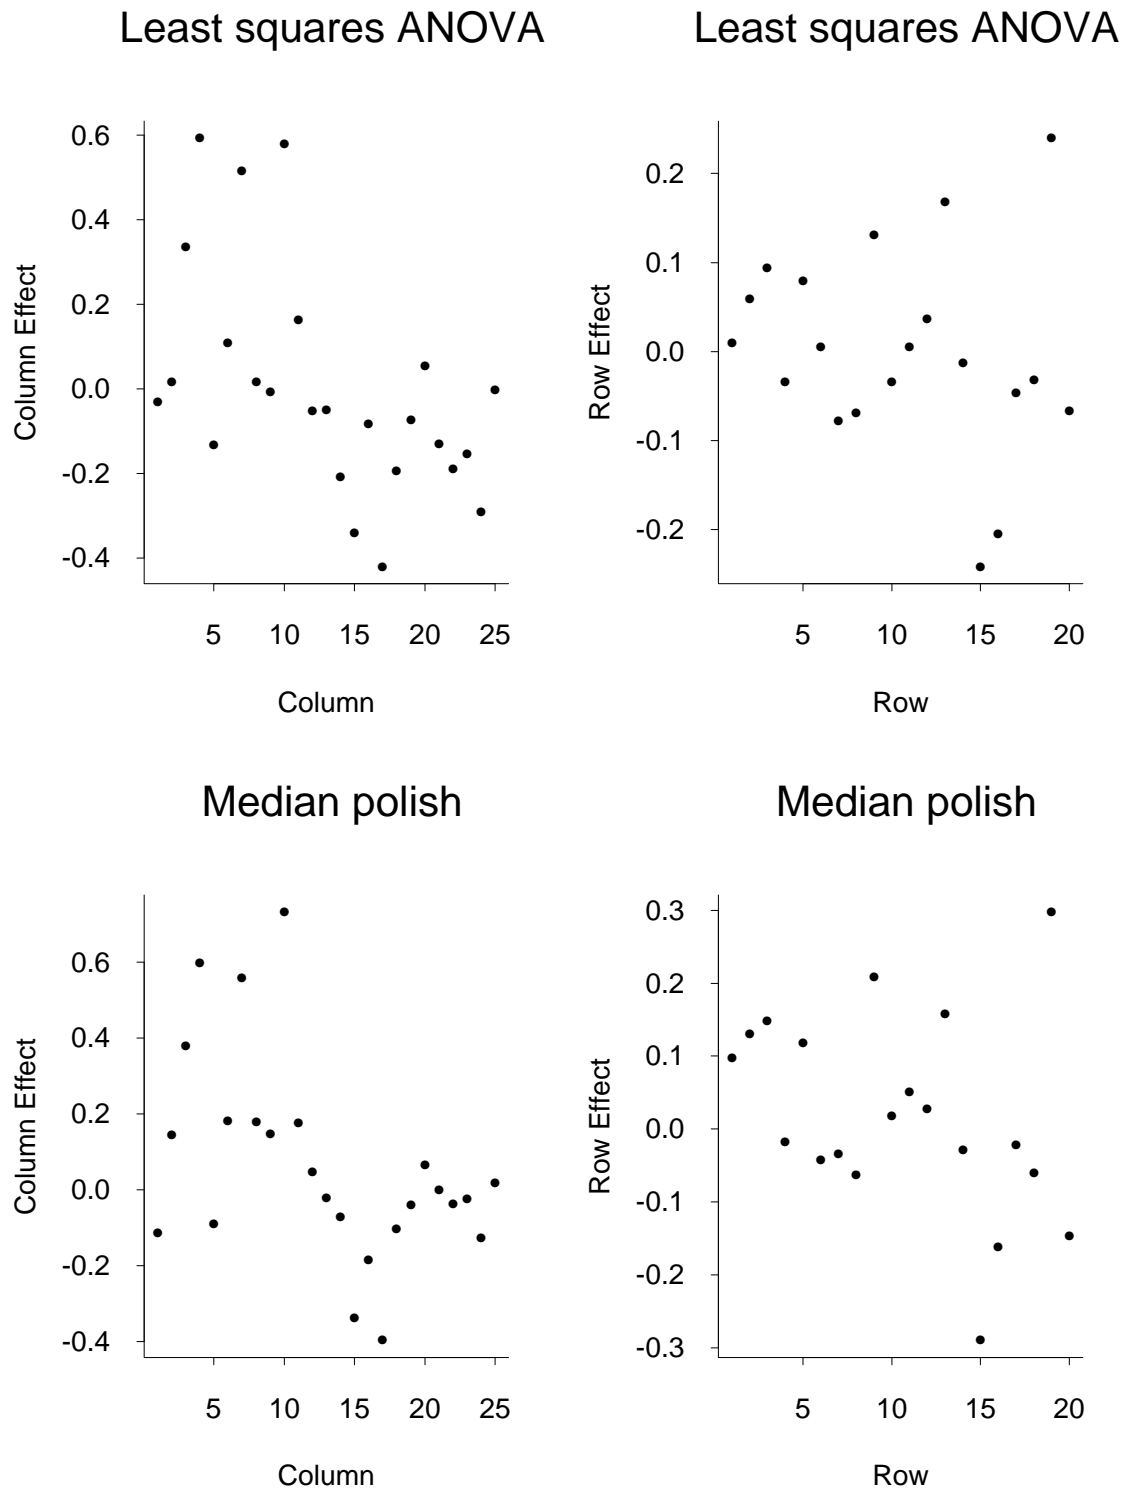 Least squares ANOVA
0.6
0.4
0.2
0.0
-0.2
-0.4
Column Effect
5 10 15 20 25
Column
Least squares ANOVA
0.2
0.1
0.0
-0.1
-0.2
Row Effect
5 10 15 20
Row
Median polish
0.6
0.4
0.2
0.0
-0.2
-0.4
Column Effect
5 10 15 20 25
Column
Median polish
0.3
0.2
0.1
0.0
-0.1
-0.2
-0.3
Row Effect
5 10 15 20
Row